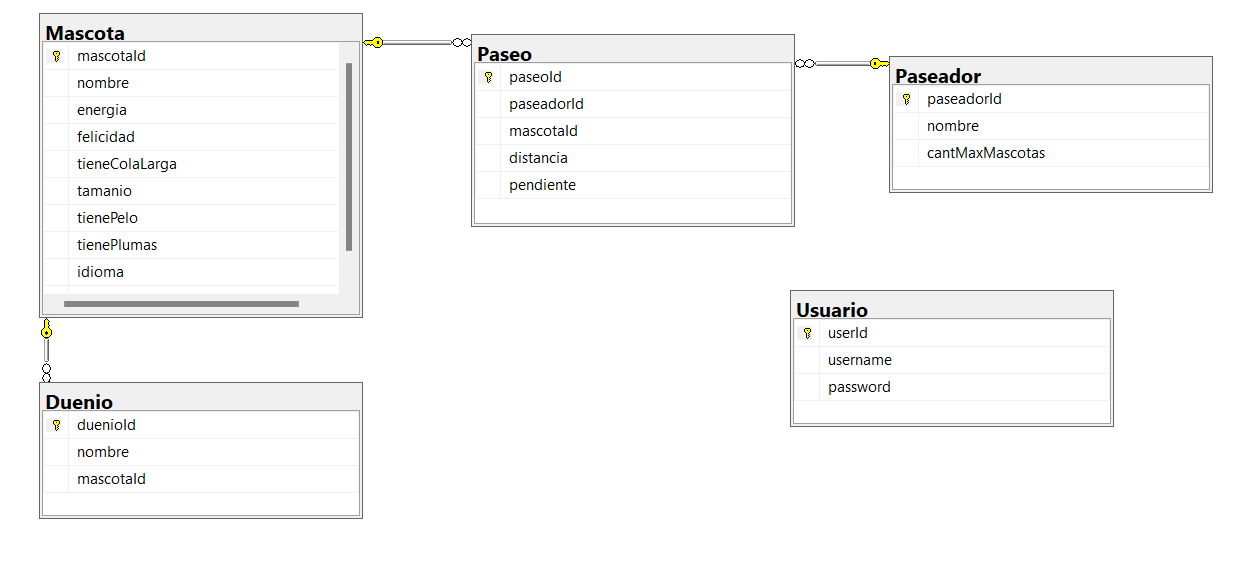 Mascota
mascotaId
nombre
energia
felicidad
tieneColaLarga
tamanio
tienePelo
tienePlumas
idioma
Paseo
paseoId
paseadorId
mascotaId
distancia
pendiente
Paseador
paseadorId
nombre
cantMaxMascotas
Usuario
userId
username
password
Duenio
duenioId
nombre
mascotaId